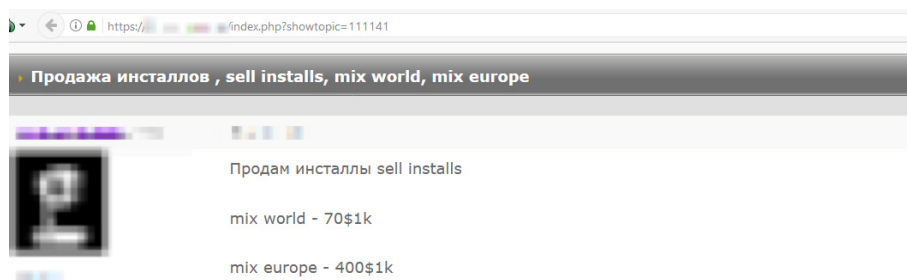 https://
/index.php?showtopic=111141
Продажа инсталлов , sell installs, mix world, mix europe
Продам инсталлы sell installs
mix world - 70$1k
mix europe - 400$1k